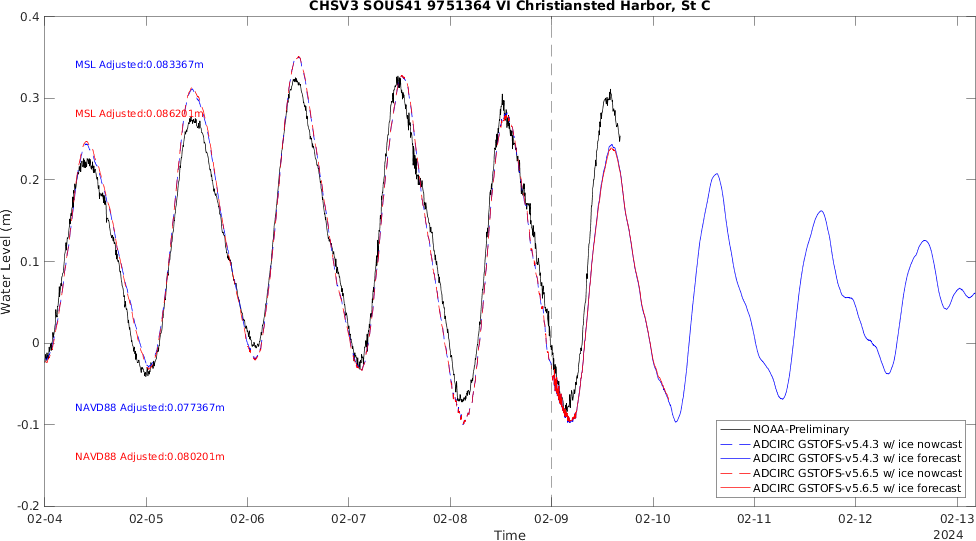 CHSV3 SOUS41 9751364 VI Christiansted Harbor, St C
0.4
0.3
0.2
0.1
0
-0.1
-0.2
Water Level (m)
MSL Adjusted:0.083367m
MSL Adjusted:0.086201m
NAVD88 Adjusted:0.077367m
NAVD88 Adjusted:0.080201m
NOAA-Preliminary
ADCIRC GSTOFS-v5.4.3 w/ ice nowcast
ADCIRC GSTOFS-v5.4.3 w/ ice forecast
ADCIRC GSTOFS-v5.6.5 w/ ice nowcast
ADCIRC GSTOFS-v5.6.5 w/ ice forecast
02-04 02-05 02-06 02-07 02-08 02-09 02-10 02-11 02-12 02-13
Time
2024